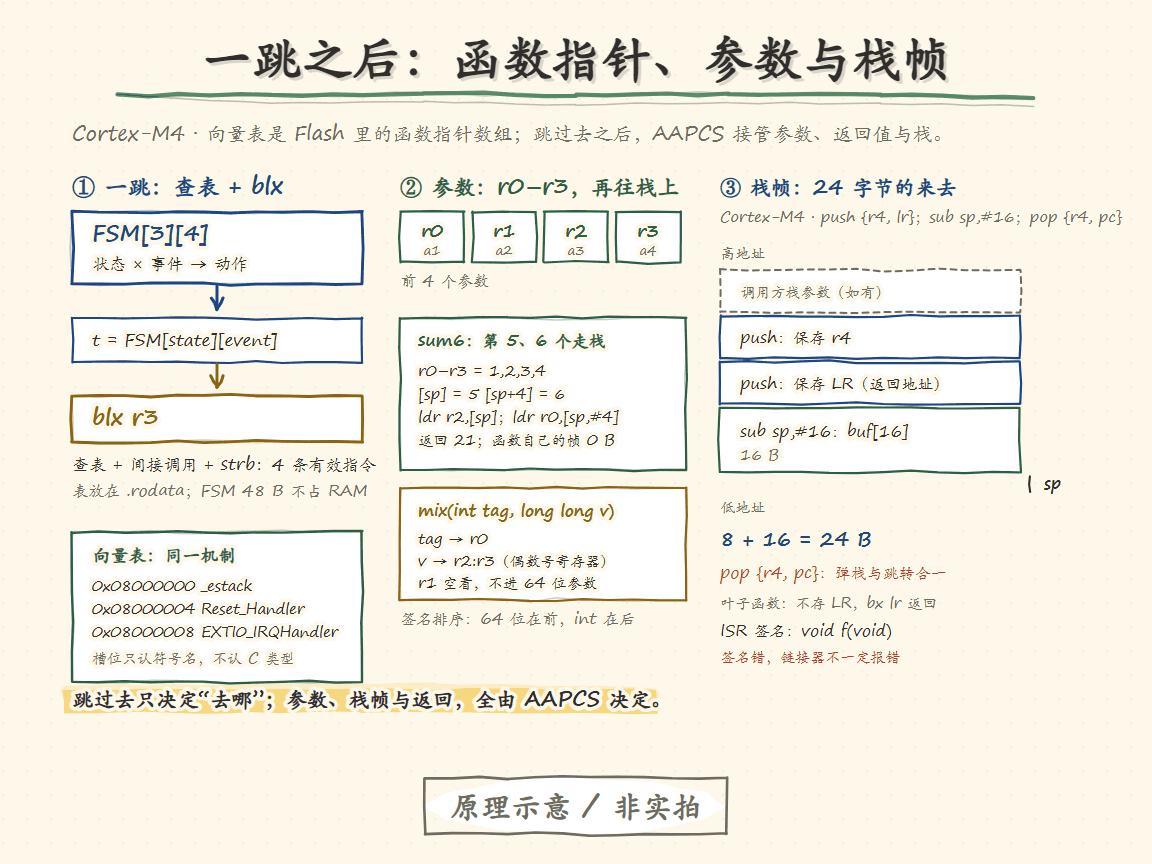 一跳之后：函数指针、参数与栈帧
Cortex-M4 · 向量表是 Flash 里的函数指针数组；跳过去之后，AAPCS 接管参数、返回值与栈。
① 一跳：查表 + blx
FSM[3][4]
状态 × 事件 → 动作
t = FSM[state][event]
blx r3
查表 + 间接调用 + strb：4 条有效指令
表放在 .rodata；FSM 48 B 不占 RAM
向量表：同一机制
0x08000000 _estack
0x08000004 Reset_Handler
0x08000008 EXTI0_IRQHandler
槽位只认符号名，不认 C 类型
② 参数：r0–r3，再往栈上
r0
a1
r1
a2
r2
a3
r3
a4
前 4 个参数
sum6：第 5、6 个走栈
r0–r3 = 1,2,3,4
[sp] = 5 [sp+4] = 6
ldr r2,[sp]；ldr r0,[sp,#4]
返回 21；函数自己的帧 0 B
mix(int tag, long long v)
tag → r0
v → r2:r3（偶数号寄存器）
r1 空着，不进 64 位参数
签名排序：64 位在前，int 在后
③ 栈帧：24 字节的来去
Cortex-M4 · push {r4, lr}；sub sp,#16；pop {r4, pc}
高地址
调用方栈参数（如有）
push：保存 r4
push：保存 LR（返回地址）
sub sp,#16：buf[16]
16 B
sp
低地址
8 + 16 = 24 B
pop {r4, pc}：弹栈与跳转合一
叶子函数：不存 LR，bx lr 返回
ISR 签名：void f(void)
签名错，链接器不一定报错
跳过去只决定“去哪”；参数、栈帧与返回，全由 AAPCS 决定。
原理示意 / 非实拍